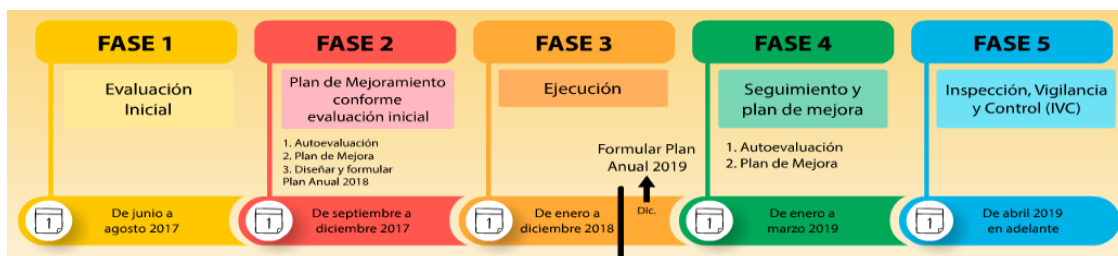 FASE 1
Evaluación
Inicial
1
De junio a
agosto 2017
FASE 2
Plan de Mejoramiento
conforme
evaluación inicial
1. Autoevaluación
2. Plan de Mejora
3. Diseñar y formular
Plan Anual 2018
1
De septiembre a
diciembre 2017
FASE 3
Ejecución
Formular Plan
Anual 2019
Dic.
1
De enero a
diciembre 2018
FASE 4
Seguimiento y
plan de mejora
1. Autoevaluación
2. Plan de Mejora
1
De enero a
marzo 2019
FASE 5
Inspección, Vigilancia
y Control (IVC)
1
De abril 2019
en adelante